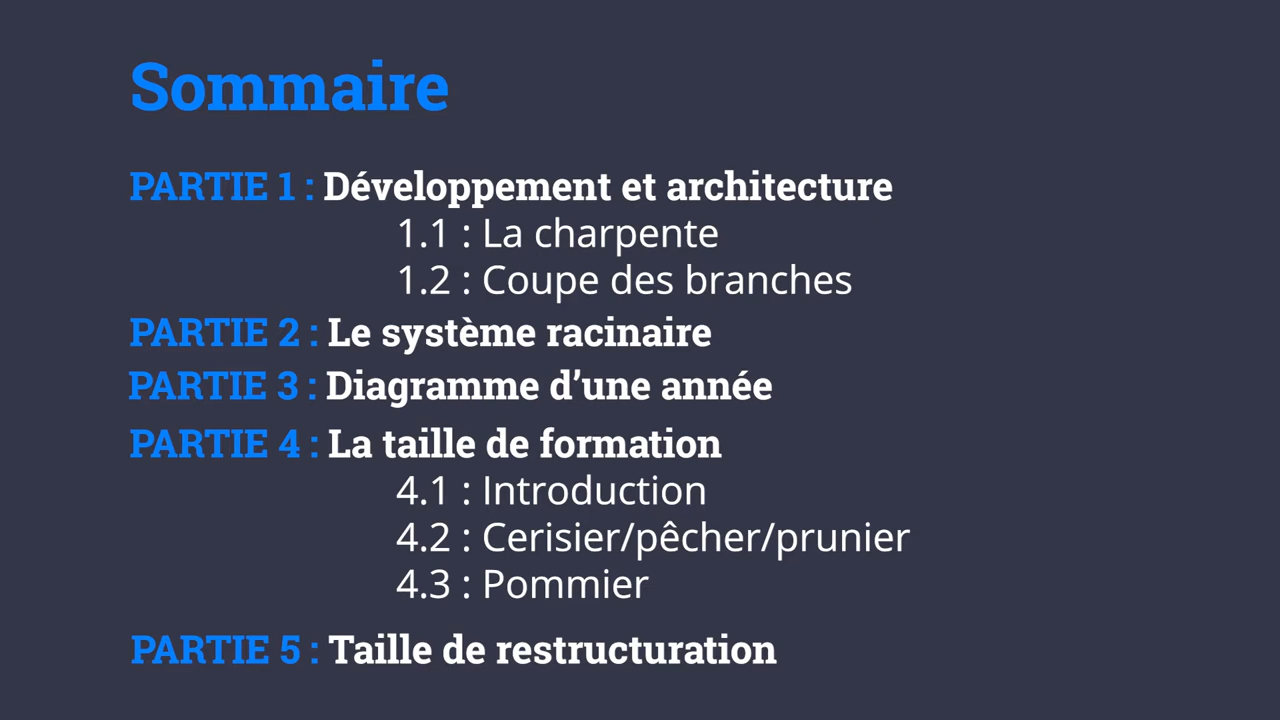 Sommaire
PARTIE 1 : Développement et architecture
1.1 : La charpente
1.2 : Coupe des branches
PARTIE 2 : Le système racinaire
PARTIE 3 : Diagramme d’une année
PARTIE 4 : La taille de formation
4.1 : Introduction
4.2 : Cerisier/pêcher/prunier
4.3 : Pommier
PARTIE 5 : Taille de restructuration